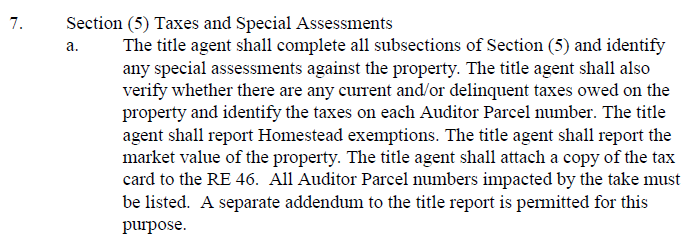 7. Section (5) Taxes and Special Assessments
a. The title agent shall complete all subsections of Section (5) and identify
any special assessments against the property. The title agent shall also
verify whether there are any current and/or delinquent taxes owed on the
property and identify the taxes on each Auditor Parcel number. The title
agent shall report Homestead exemptions. The title agent shall report the
market value of the property. The title agent shall attach a copy of the tax
card to the RE 46.  All Auditor Parcel numbers impacted by the take must
be listed.  A separate addendum to the title report is permitted for this
purpose.